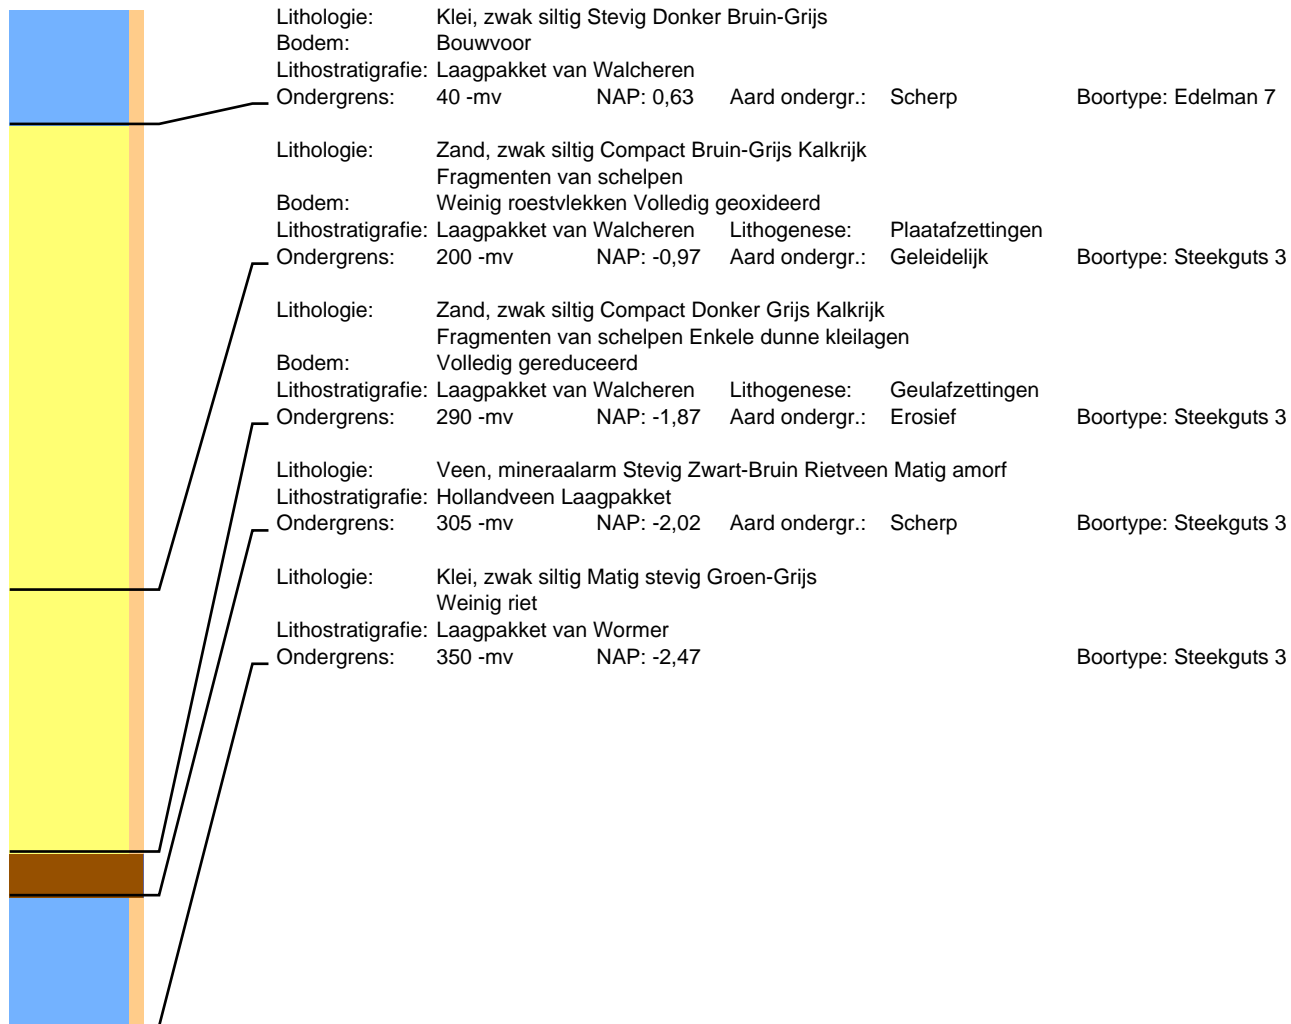 Lithologie: Klei, zwak siltig Stevig Donker Bruin-Grijs
Bodem: Bouwvoor
Lithostratigrafie: Laagpakket van Walcheren
Ondergrens: 40 -mv NAP: 0,63 Aard ondergr.: Scherp Boortype: Edelman 7
Lithologie: Zand, zwak siltig Compact Bruin-Grijs Kalkrijk
Fragmenten van schelpen
Bodem: Weinig roestvlekken Volledig geoxideerd
Lithostratigrafie: Laagpakket van Walcheren Lithogenese: Plaatafzettingen
Ondergrens: 200 -mv NAP: -0,97 Aard ondergr.: Geleidelijk Boortype: Steekguts 3
Lithologie: Zand, zwak siltig Compact Donker Grijs Kalkrijk
Fragmenten van schelpen Enkele dunne kleilagen
Bodem: Volledig gereduceerd
Lithostratigrafie: Laagpakket van Walcheren Lithogenese: Geulafzettingen
Ondergrens: 290 -mv NAP: -1,87 Aard ondergr.: Erosief Boortype: Steekguts 3
Lithologie: Veen, mineraalarm Stevig Zwart-Bruin Rietveen Matig amorf
Lithostratigrafie: Hollandveen Laagpakket
Ondergrens: 305 -mv NAP: -2,02 Aard ondergr.: Scherp Boortype: Steekguts 3
Lithologie: Klei, zwak siltig Matig stevig Groen-Grijs
Weinig riet
Lithostratigrafie: Laagpakket van Wormer
Ondergrens: 350 -mv NAP: -2,47 Boortype: Steekguts 3